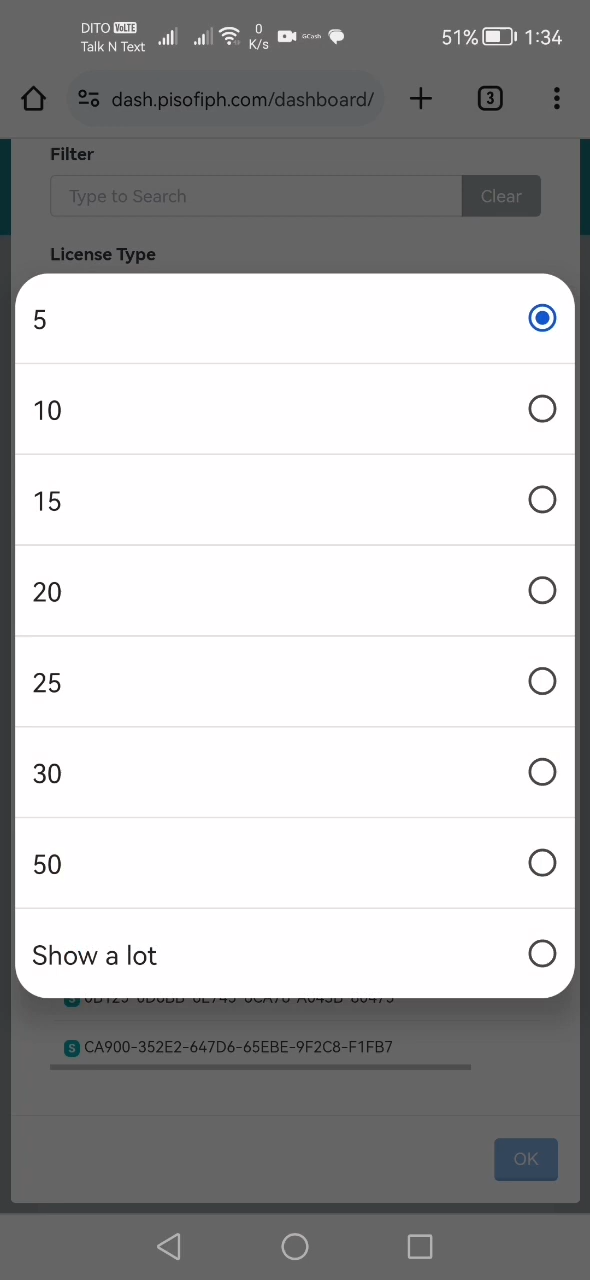 DITO VoLTE
Talk N Text
0
K/s
GCash
51%
1:34
dash.pisofiph.com/dashboard/
3
Filter
Type to Search
Clear
License Type
5
10
15
20
25
30
50
Show a lot
S
S CA900-352E2-647D6-65EBE-9F2C8-F1FB7
OK